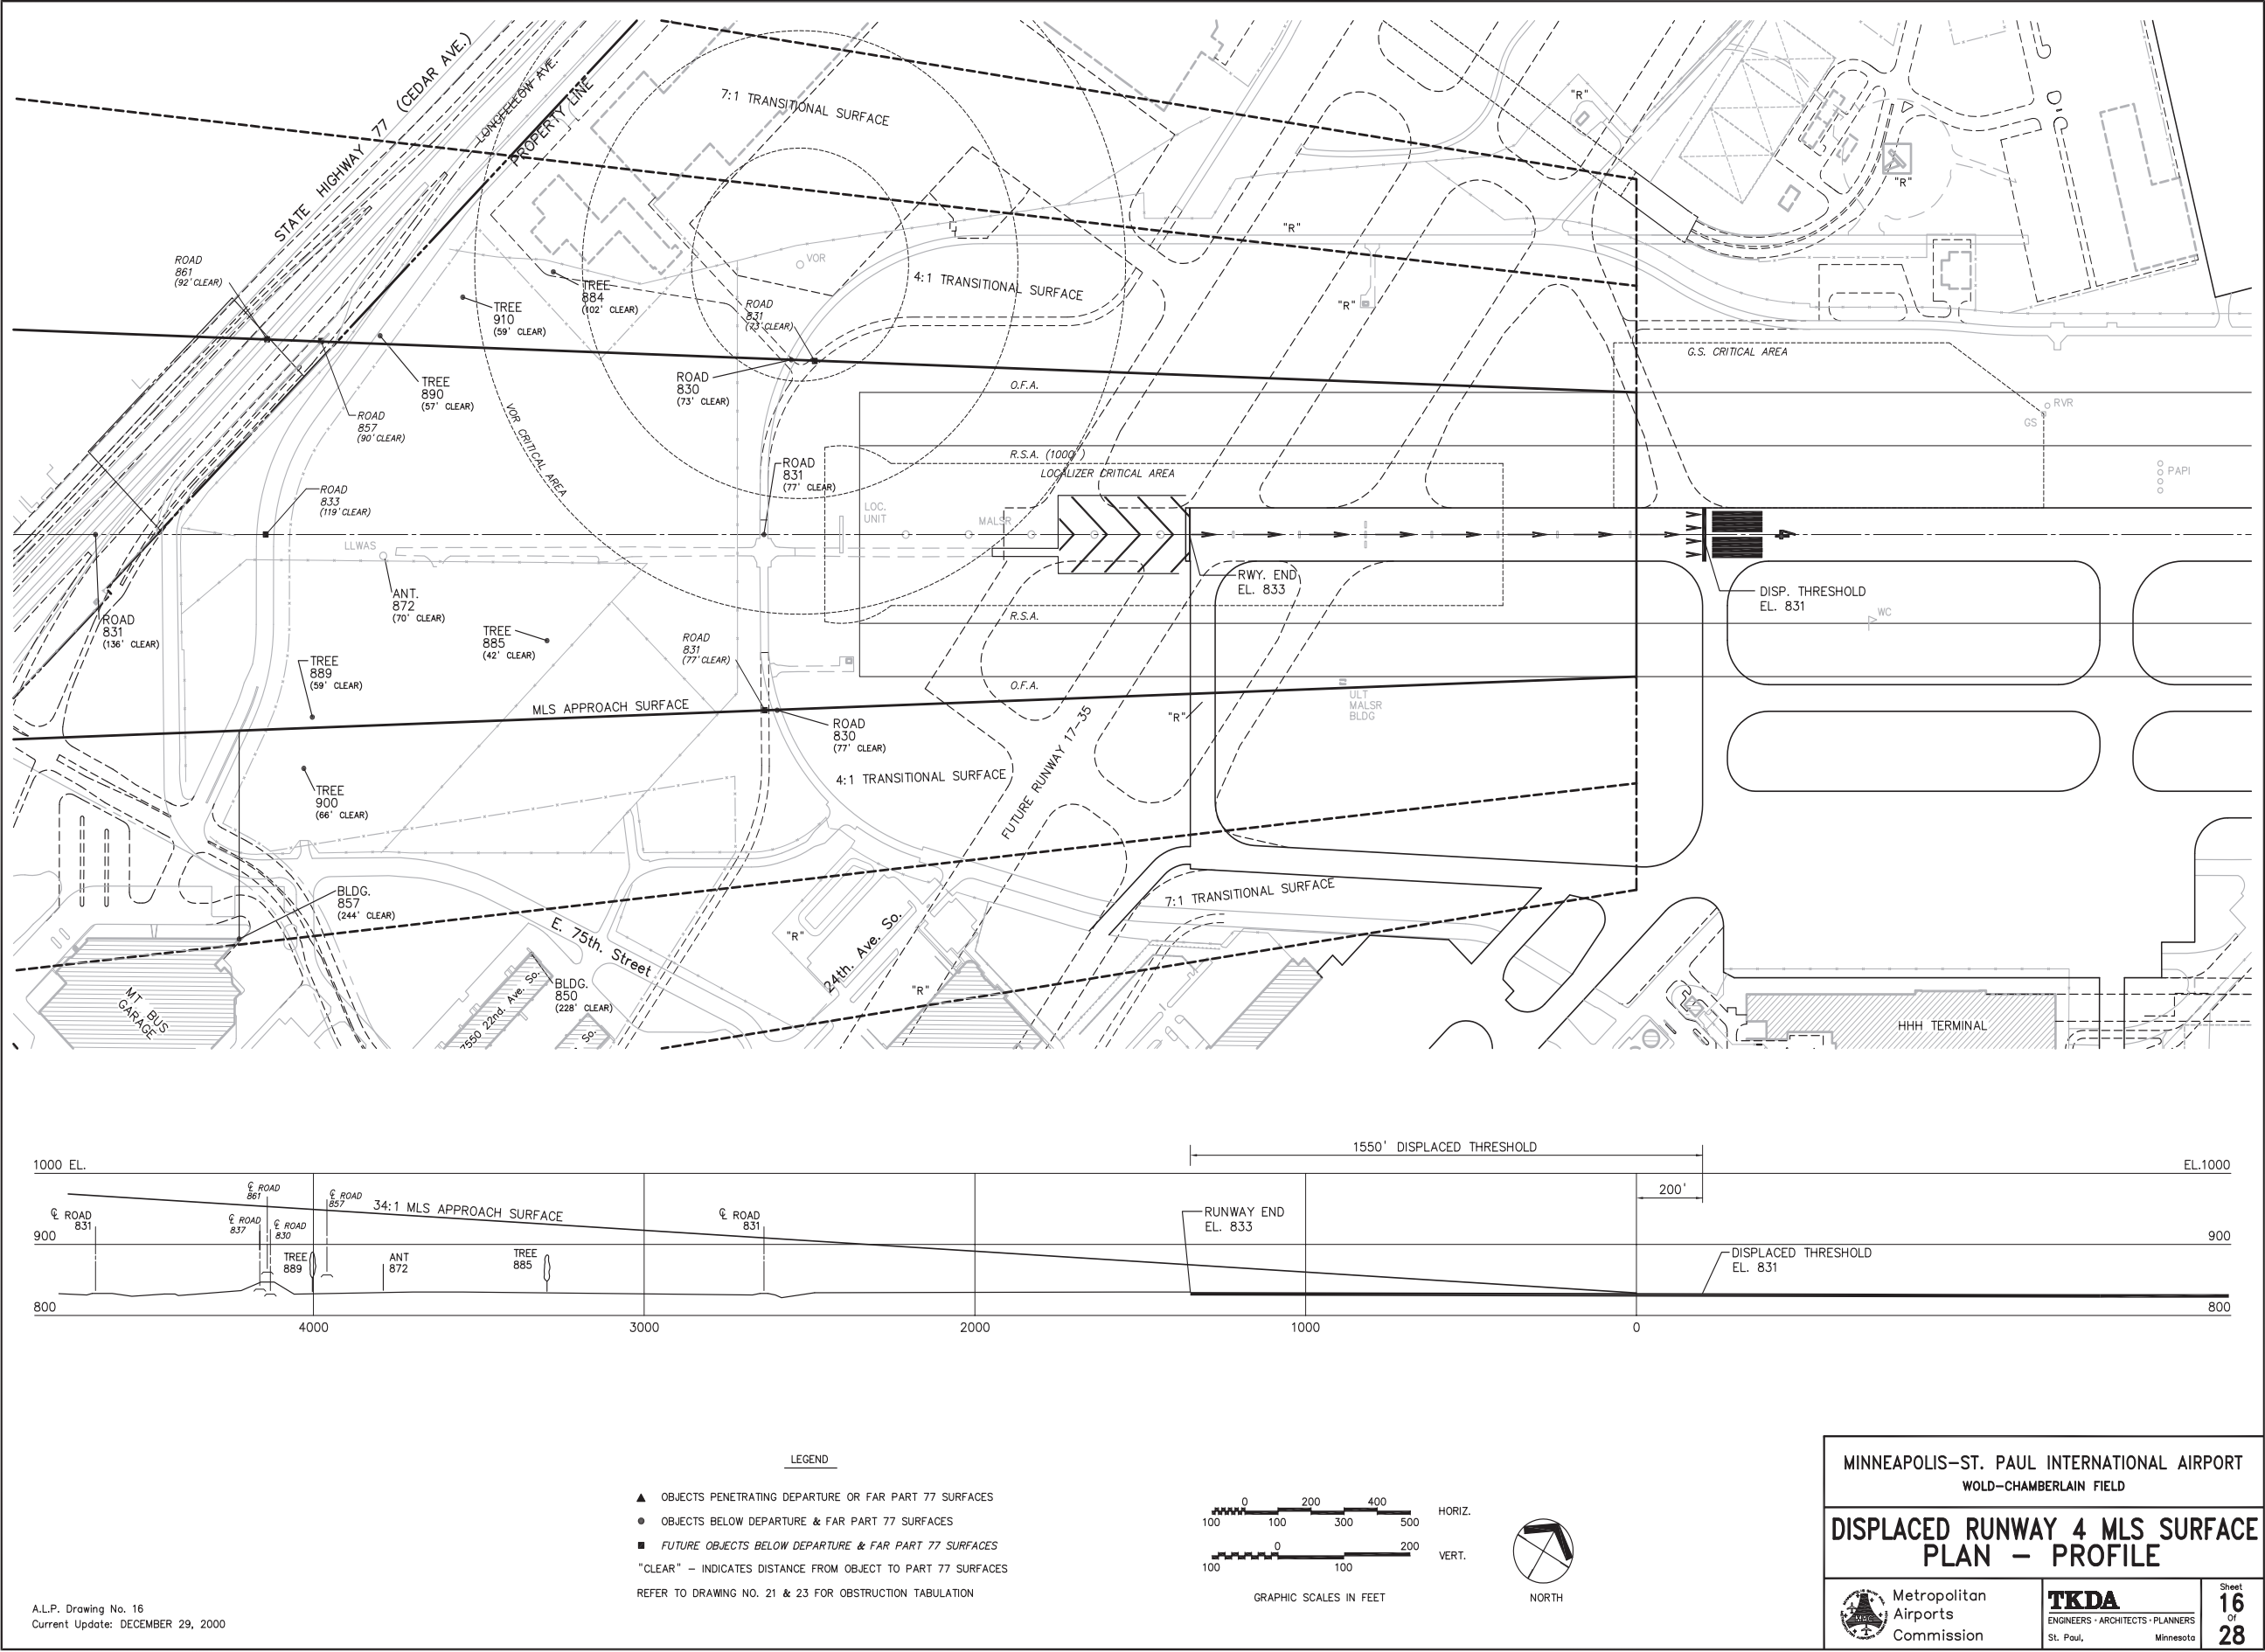 STATE HIGHWAY 77 (CEDAR AVE.)
LONGFELLOW AVE.
PROPERTY LINE
7:1 TRANSITIONAL SURFACE
"R"
"R"
D'
D'
ROAD
861
(92' CLEAR)
TREE
910
(59' CLEAR)
TREE
884
(102' CLEAR)
VOR
ROAD
831
(73' CLEAR)
4:1 TRANSITIONAL SURFACE
"R"
"R"
G.S. CRITICAL AREA
TREE
890
(57' CLEAR)
ROAD
857
(90' CLEAR)
ROAD
830
(73' CLEAR)
O.F.A.
RVR
GS
VOR CRITICAL AREA
ROAD
833
(119' CLEAR)
ROAD
831
(77' CLEAR)
R.S.A. (1000')
LOCALIZER CRITICAL AREA
PAPI
LOC.
UNIT
MALSR
LLWAS
4
RWY. END
EL. 833
DISP. THRESHOLD
EL. 831
WC
ANT.
872
(70' CLEAR)
ROAD
831
(136' CLEAR)
TREE
885
(42' CLEAR)
ROAD
831
(77' CLEAR)
R.S.A.
TREE
889
(59' CLEAR)
O.F.A.
MLS APPROACH SURFACE
ULT
MALSR
BLDG
"R"
ROAD
830
(77' CLEAR)
4:1 TRANSITIONAL SURFACE
FUTURE RUNWAY 17-35
TREE
900
(66' CLEAR)
BLDG.
857
(244' CLEAR)
7:1 TRANSITIONAL SURFACE
E. 75th. Street
24th. Ave. So.
"R"
"R"
BLDG.
850
(228' CLEAR)
MT BUS
GARAGE
7550 22nd. Ave. So.
So.
HHH TERMINAL
1550' DISPLACED THRESHOLD
1000 EL.
EL.1000
200'
℄ ROAD
861
℄ ROAD
857
34:1 MLS APPROACH SURFACE
℄ ROAD
831
℄ ROAD
837
℄ ROAD
830
℄ ROAD
831
RUNWAY END
EL. 833
900
900
TREE
889
ANT
872
TREE
885
DISPLACED THRESHOLD
EL. 831
800
800
4000
3000
2000
1000
0
LEGEND
OBJECTS PENETRATING DEPARTURE OR FAR PART 77 SURFACES
OBJECTS BELOW DEPARTURE & FAR PART 77 SURFACES
FUTURE OBJECTS BELOW DEPARTURE & FAR PART 77 SURFACES
"CLEAR" - INDICATES DISTANCE FROM OBJECT TO PART 77 SURFACES
REFER TO DRAWING NO. 21 & 23 FOR OBSTRUCTION TABULATION
0 200 400
HORIZ.
100 100 300 500
0 200
VERT.
100 100
GRAPHIC SCALES IN FEET
NORTH
MINNEAPOLIS-ST. PAUL INTERNATIONAL AIRPORT
WOLD-CHAMBERLAIN FIELD
DISPLACED RUNWAY 4 MLS SURFACE
PLAN - PROFILE
Metropolitan
Airports
Commission
TKDA
ENGINEERS • ARCHITECTS • PLANNERS
St. Paul, Minnesota
Sheet
16
Of
28
A.L.P. Drawing No. 16
Current Update: DECEMBER 29, 2000